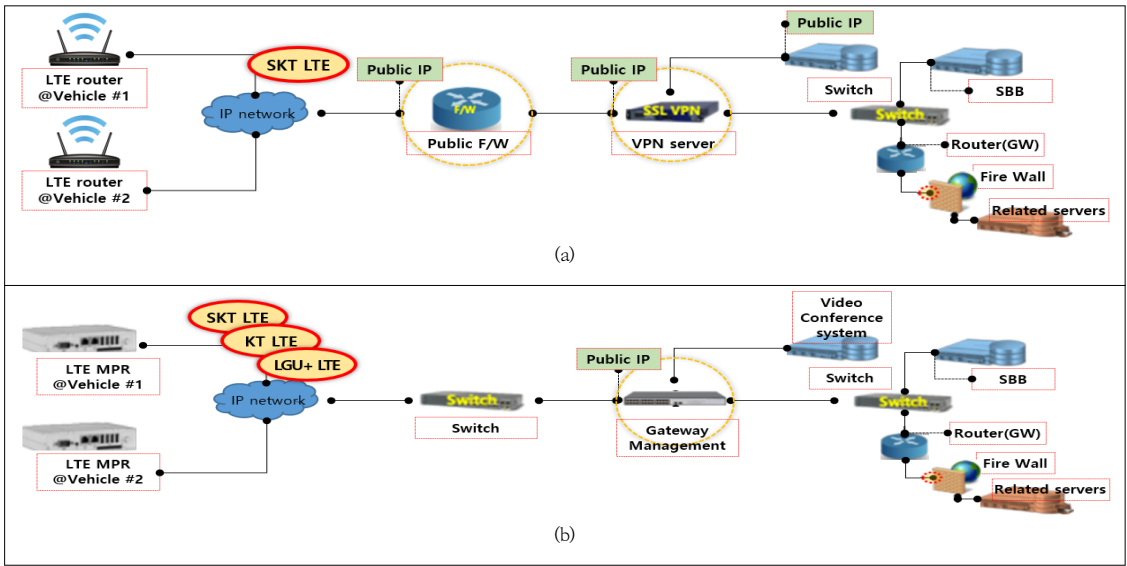 Public IP
SKT LTE
LTE router
@Vehicle #1
Public IP
Public IP
IP network
F/W
SSL VPN
Public F/W
VPN server
Switch
SBB
Switch
Router(GW)
LTE router
@Vehicle #2
Fire Wall
Related servers
(a)
Video
Conference
system
SKT LTE
KT LTE
LGU+ LTE
LTE MPR
@Vehicle #1
Public IP
IP network
Switch
Switch
Gateway
Management
Switch
SBB
Switch
Router(GW)
LTE MPR
@Vehicle #2
Fire Wall
Related servers
(b)